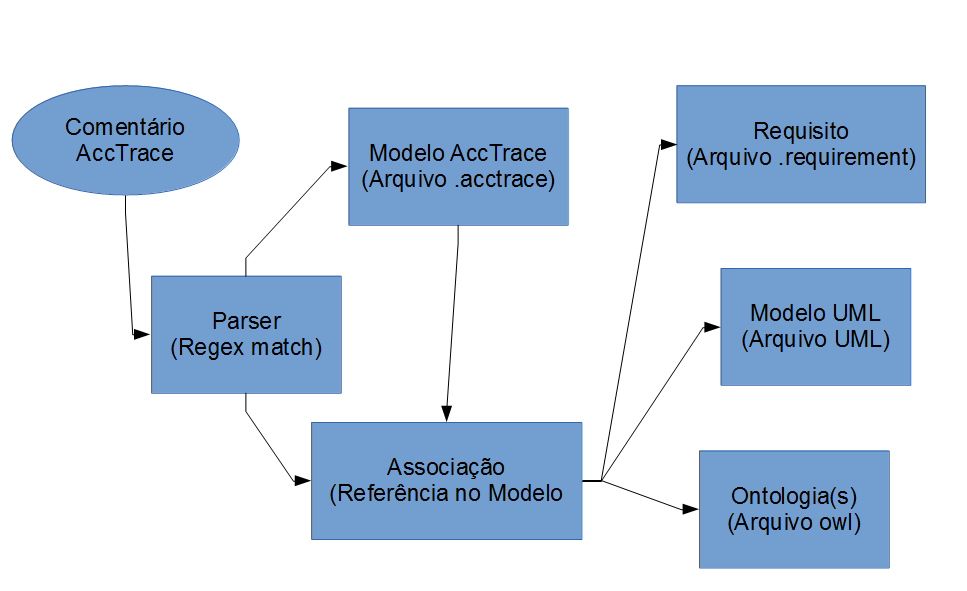 Comentário
AccTrace
Modelo AccTrace
(Arquivo .acctrace)
Requisito
(Arquivo .requirement)
Parser
(Regex match)
Modelo UML
(Arquivo UML)
Associação
(Referência no Modelo
Ontologia(s)
(Arquivo owl)